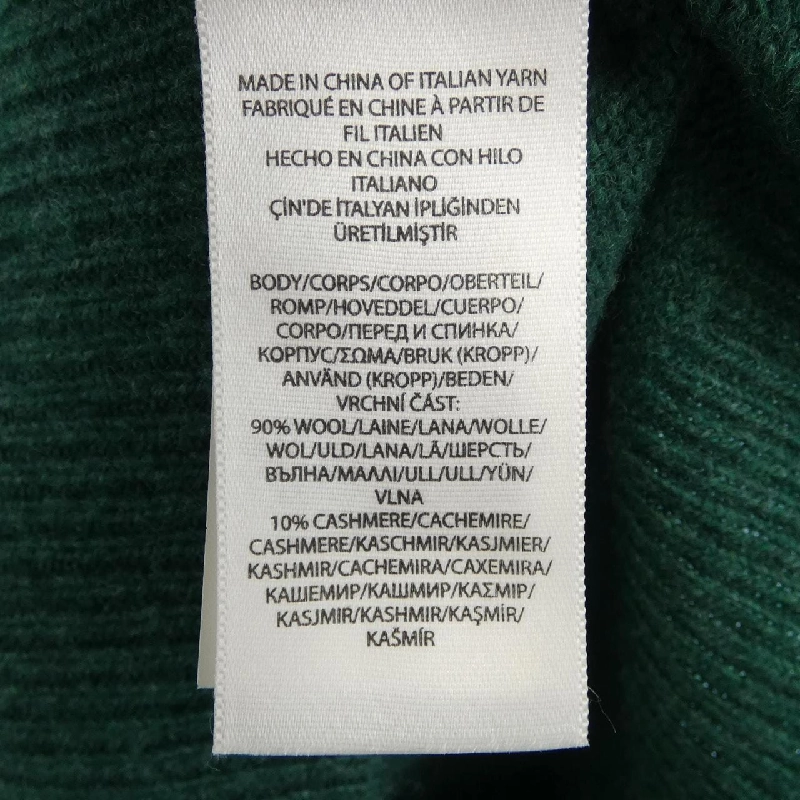 MADE IN CHINA OF ITALIAN YARN
FABRIQUÉ EN CHINE À PARTIR DE
FIL ITALIEN
HECHO EN CHINA CON HILO
ITALIANO
ÇİN'DE İTALYAN İPLİĞİNDEN
ÜRETİLMİŞTİR
BODY/CORPS/CORPO/OBERTEIL/
ROMP/HOVEDDEL/CUERPO/
CORPO/ПЕРЕД И СПИНКА/
КОРПУС/ΣΩΜΑ/BRUK (KROPP)/
ANVÄND (KROPP)/BEDEN/
VRCHNÍ ČÁST:
90% WOOL/LAINE/LANA/WOLLE/
WOL/ULD/LANA/LÃ/ШЕРСТЬ/
ВЪЛНА/ΜΑΛΛΙ/ULL/ULL/YÜN/
VLNA
10% CASHMERE/CACHEMIRE/
CASHMERE/KASCHMIR/KASJMIER/
KASHMIR/CACHEMIRA/CAXEMIRA/
КАШЕМИР/КАШМИР/ΚΑΣΜΙΡ/
KASJMIR/KASHMIR/KAŞMİR/
KAŠMÍR